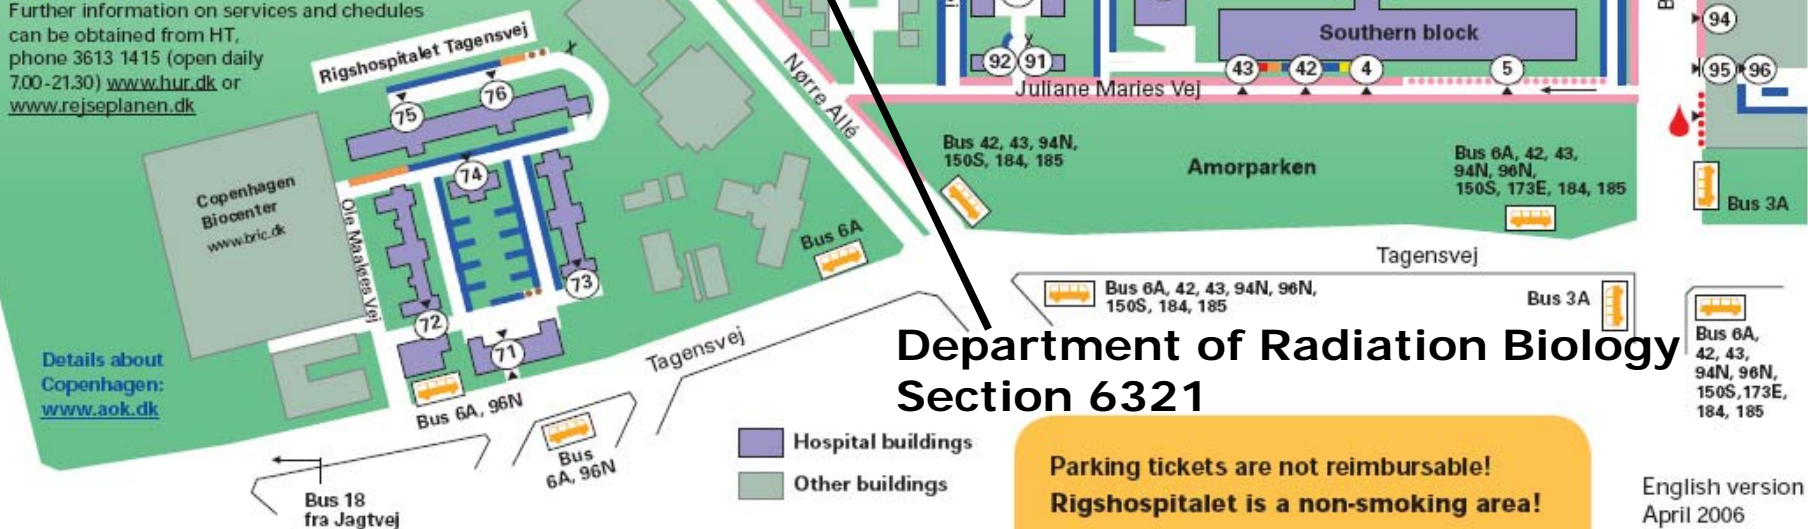 Further information on services and chedules
can be obtained from HT,
phone 3613 1415 (open daily
7.00-21.30) www.hur.dk or
www.rejseplanen.dk
Rigshospitalet Tagensvej
75
76
74
73
72
71
Copenhagen
Biocenter
www.bric.dk
Ole Maaløes Vej
Details about
Copenhagen:
www.aok.dk
Bus 6A, 96N
Bus
6A, 96N
Bus 18
fra Jagtvej
Tagensvej
Bus 6A
Nørre Allé
92
91
Southern block
43
42
4
5
Juliane Maries Vej
94
95
96
Bus 42, 43, 94N,
150S, 184, 185
Amorparken
Bus 6A, 42, 43,
94N, 96N,
150S, 173E, 184, 185
Bus 3A
Tagensvej
Bus 6A, 42, 43, 94N, 96N,
150S, 184, 185
Bus 3A
Bus 6A,
42, 43,
94N, 96N,
150S,173E,
184, 185
Department of Radiation Biology
Section 6321
Hospital buildings
Other buildings
Parking tickets are not reimbursable!
Rigshospitalet is a non-smoking area!
English version
April 2006